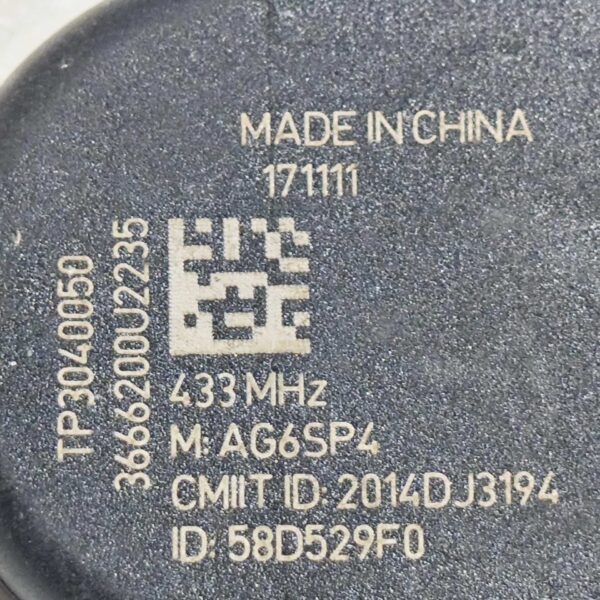 MADE IN CHINA
171111
TP3040050
3666200U2235
433 MHz
M: AG6SP4
CMIIT ID: 2014DJ3194
ID: 58D529F0